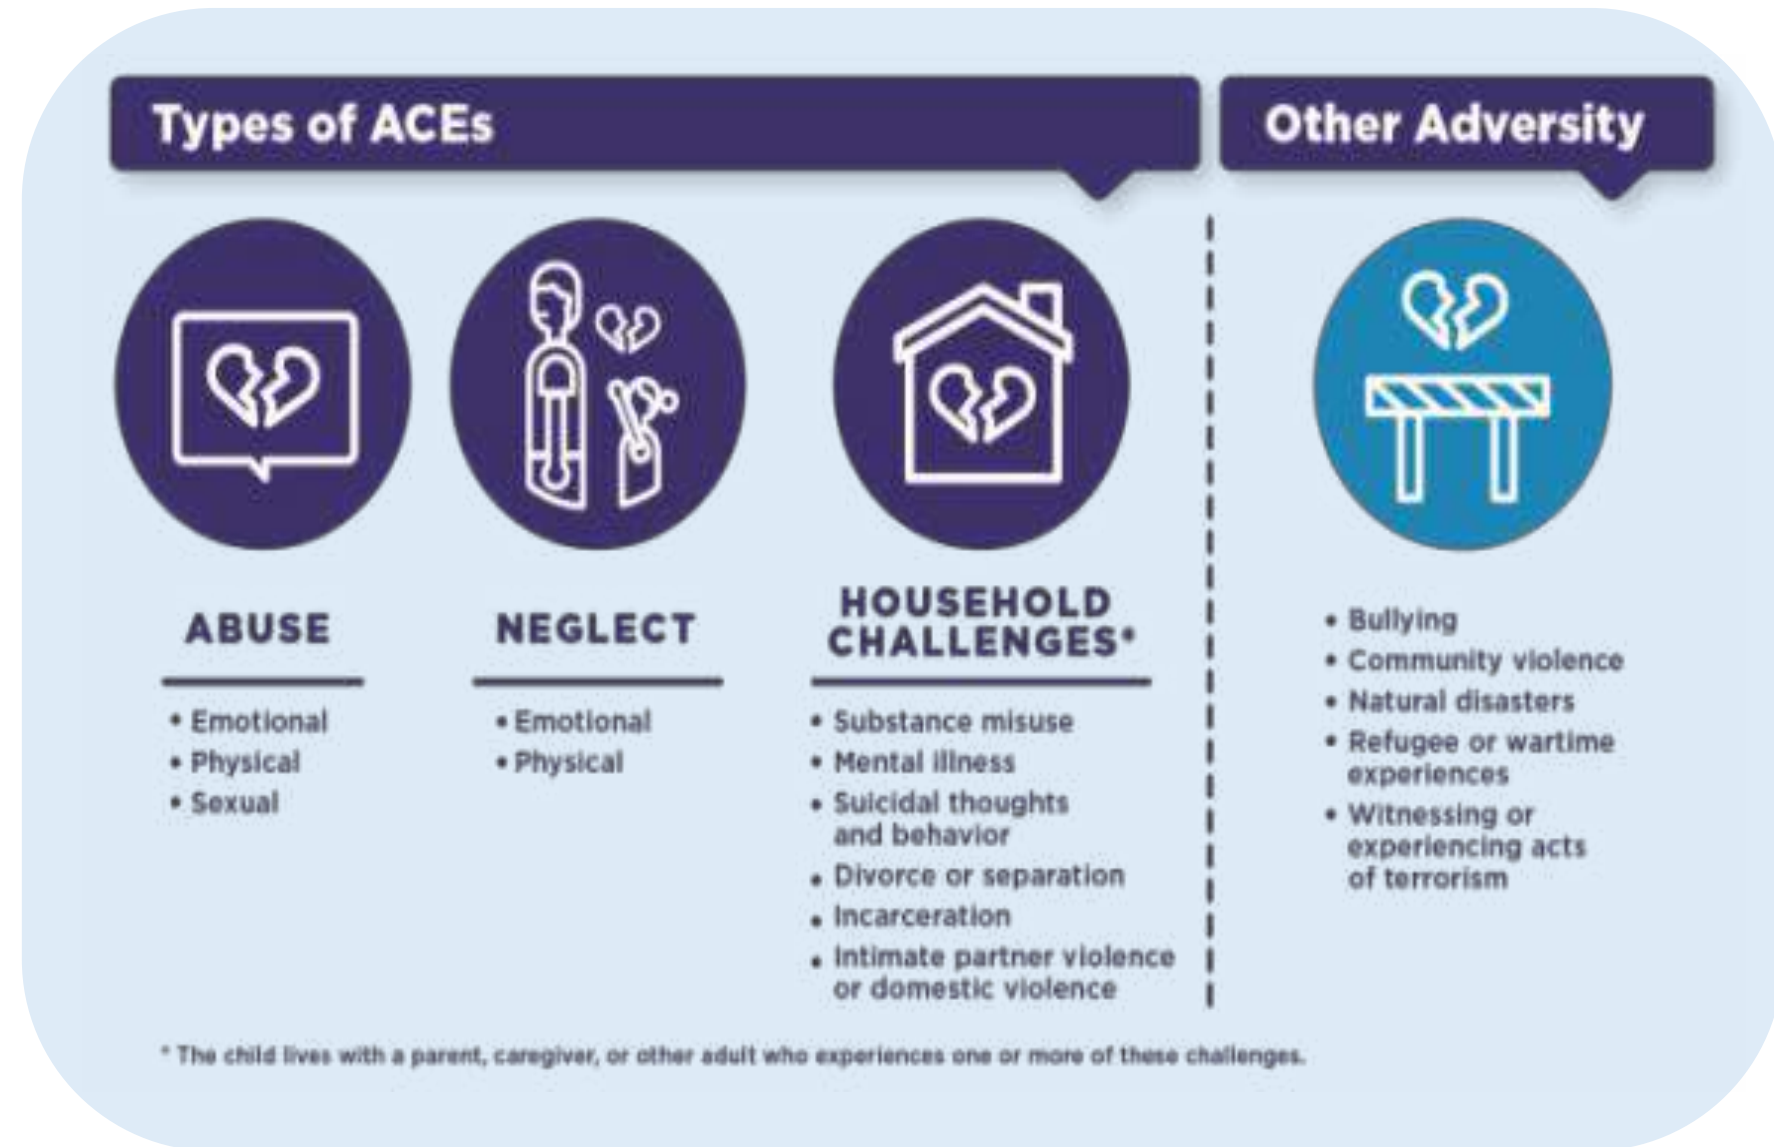 Types of ACEs
Other Adversity
ABUSE
• Emotional
• Physical
• Sexual
NEGLECT
• Emotional
• Physical
HOUSEHOLD
CHALLENGES*
• Substance misuse
• Mental illness
• Suicidal thoughts
and behavior
• Divorce or separation
• Incarceration
• Intimate partner violence
or domestic violence
• Bullying
• Community violence
• Natural disasters
• Refugee or wartime
experiences
• Witnessing or
experiencing acts
of terrorism
* The child lives with a parent, caregiver, or other adult who experiences one or more of these challenges.